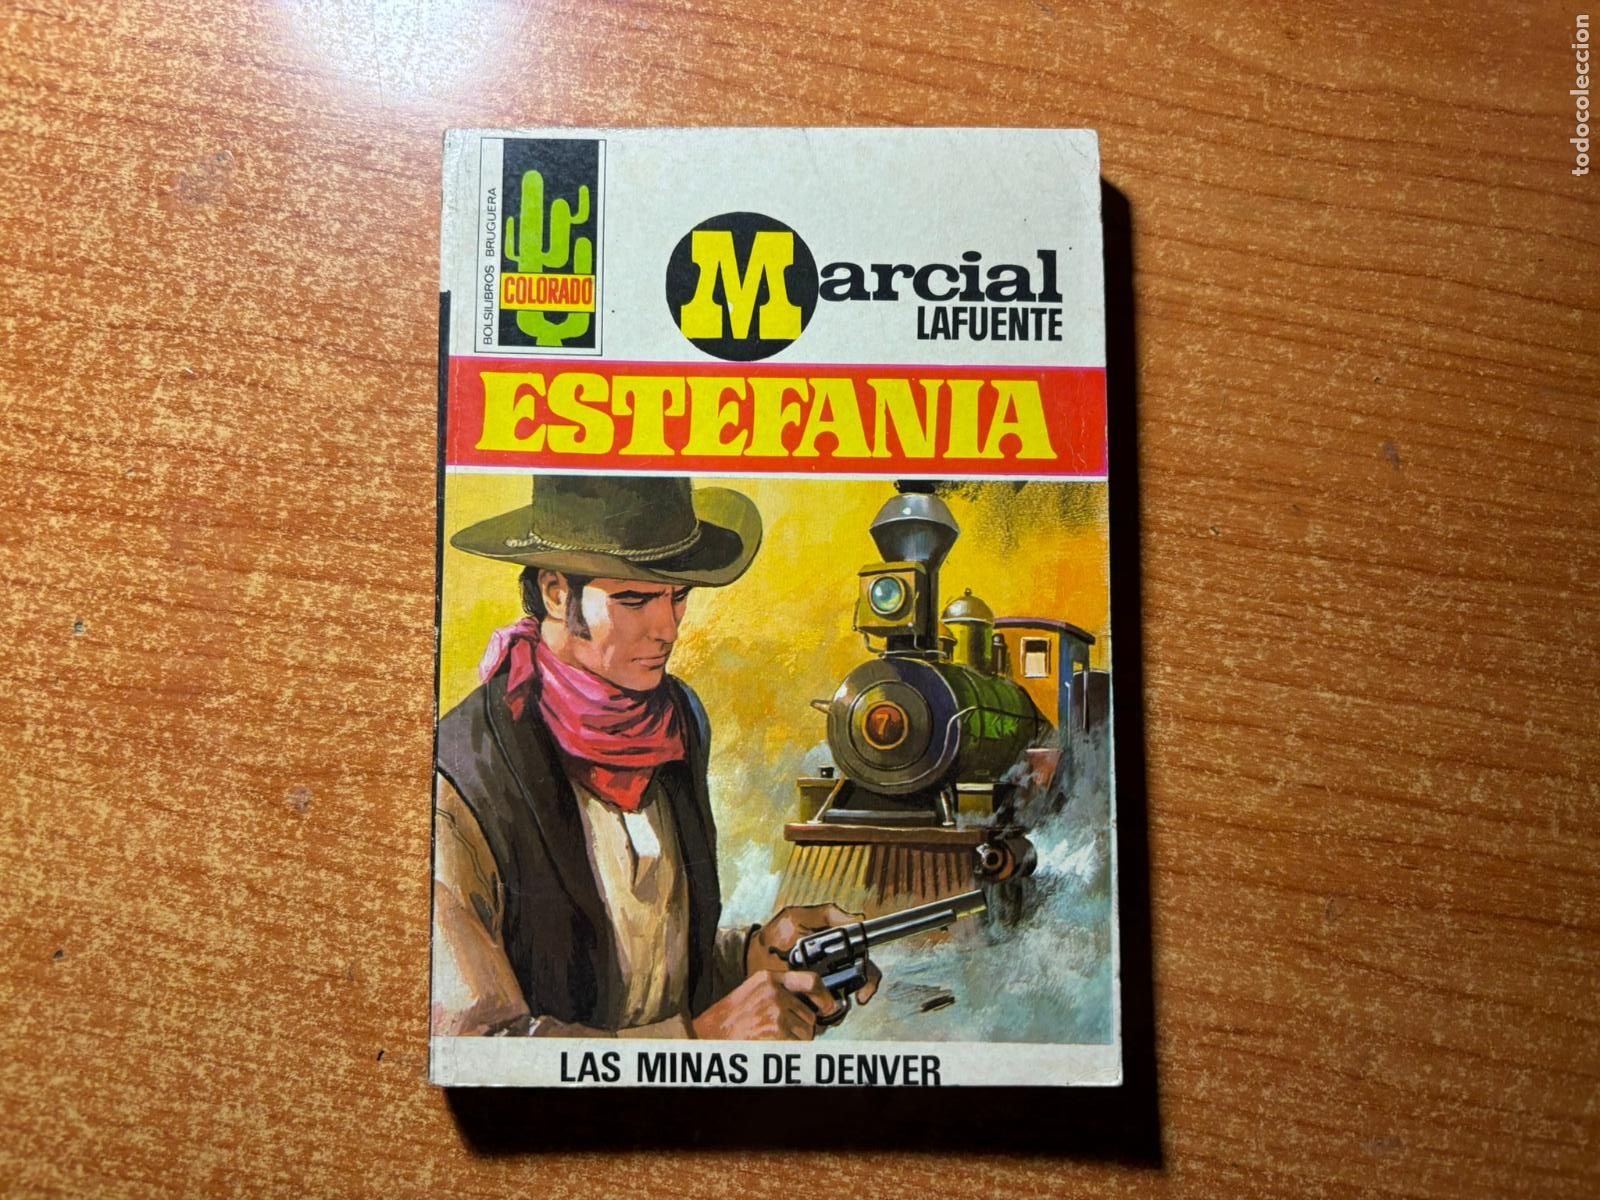 BOLSILIBROS BRUGUERA
COLORADO
Marcial
LAFUENTE
ESTEFANIA
7
LAS MINAS DE DENVER
todocoleccion